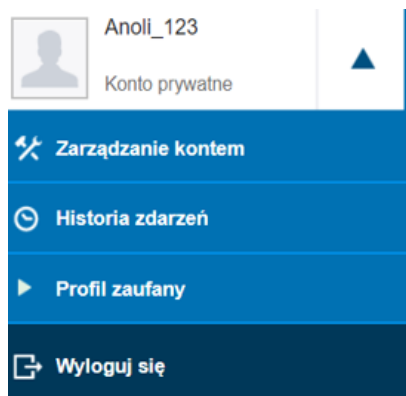 Anoli_123
Konto prywatne
Zarządzanie kontem
Historia zdarzeń
Profil zaufany
Wyloguj się